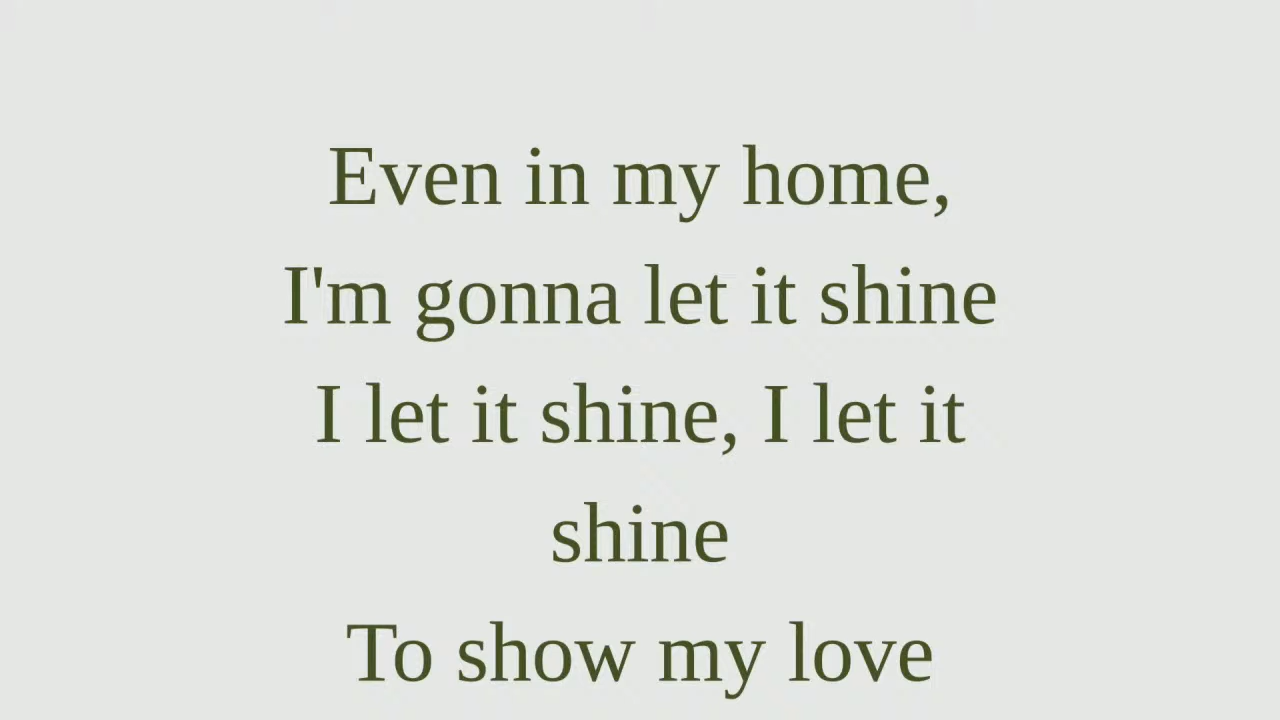 Even in my home,
I'm gonna let it shine
I let it shine, I let it
shine
To show my love